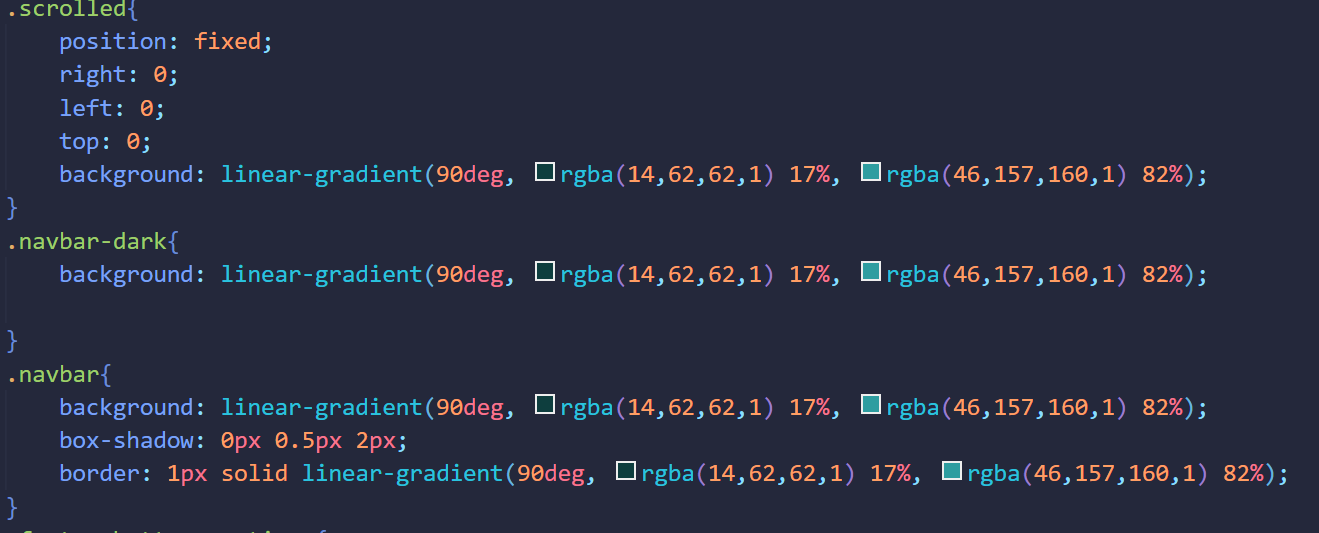 .scrolled{
    position: fixed;
    right: 0;
    left: 0;
    top: 0;
    background: linear-gradient(90deg, rgba(14,62,62,1) 17%, rgba(46,157,160,1) 82%);
}
.navbar-dark{
    background: linear-gradient(90deg, rgba(14,62,62,1) 17%, rgba(46,157,160,1) 82%);
}
.navbar{
    background: linear-gradient(90deg, rgba(14,62,62,1) 17%, rgba(46,157,160,1) 82%);
    box-shadow: 0px 0.5px 2px;
    border: 1px solid linear-gradient(90deg, rgba(14,62,62,1) 17%, rgba(46,157,160,1) 82%);
}